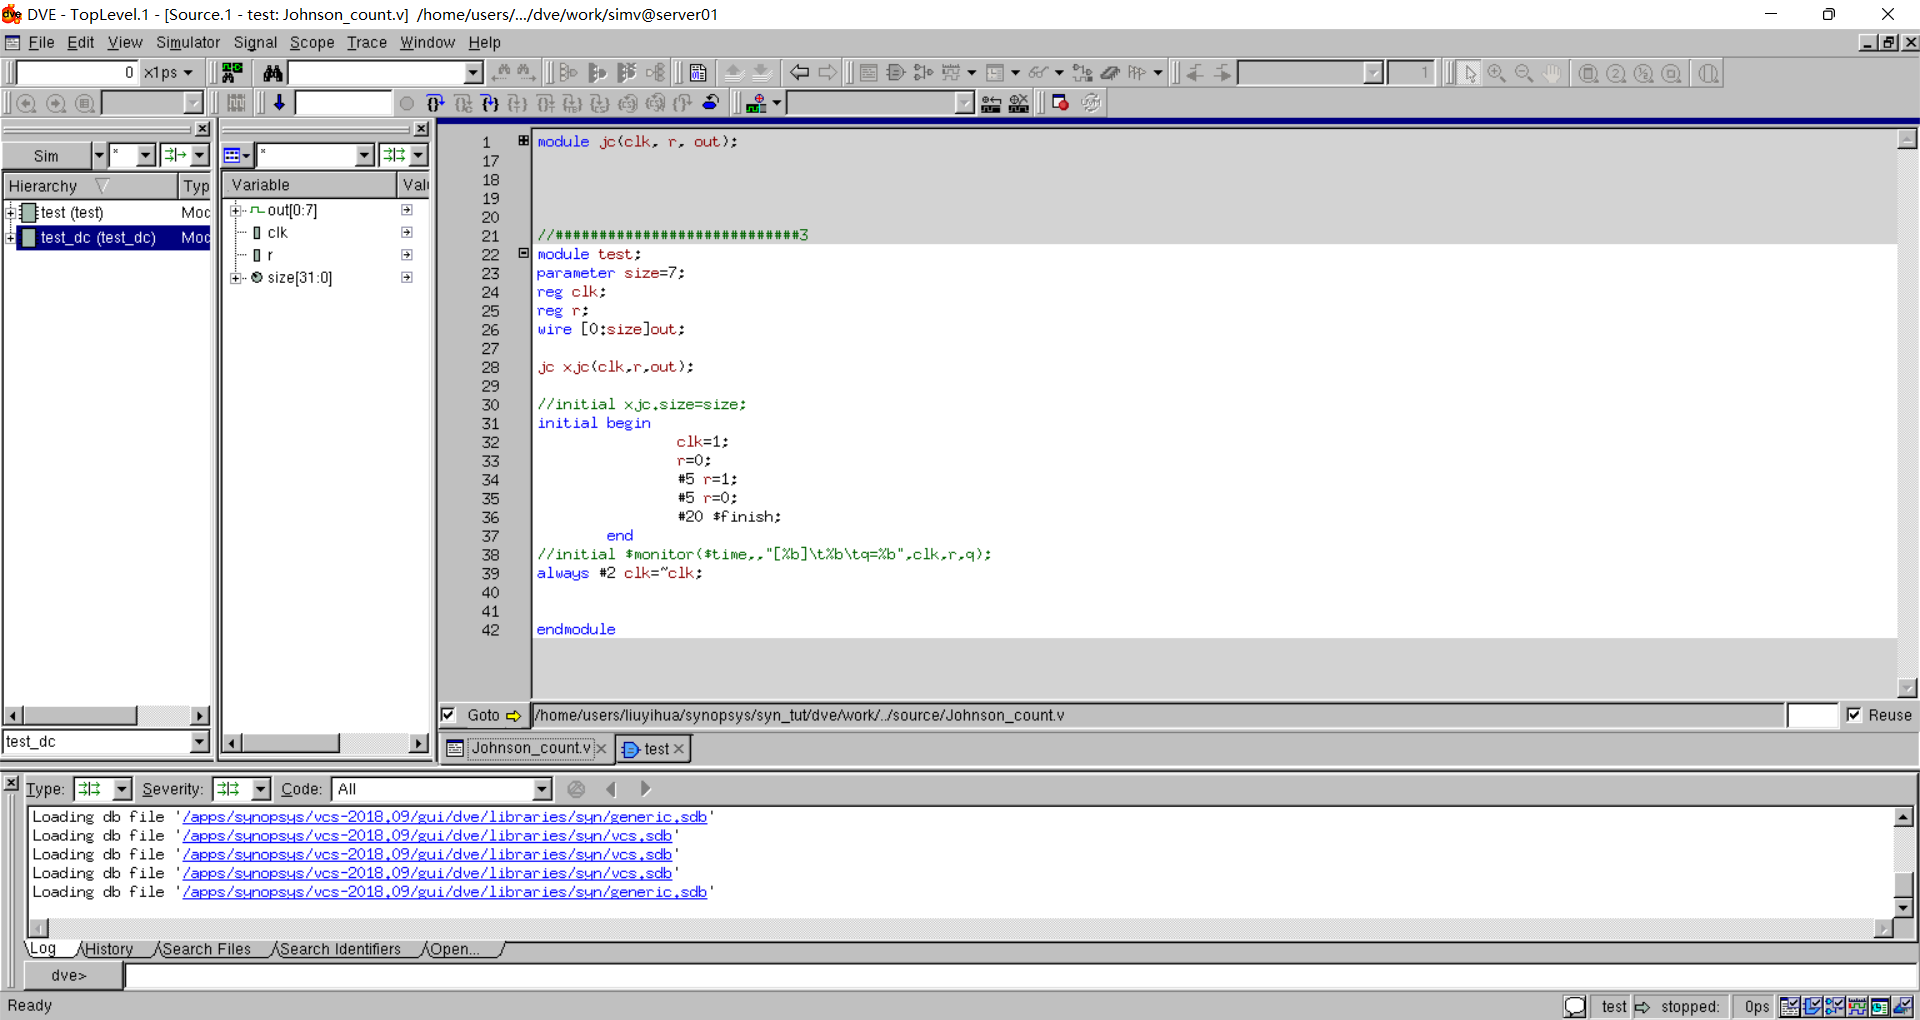 DVE - TopLevel.1 - [Source.1 - test: Johnson_count.v]  /home/users/.../dve/work/simv@server01
File Edit View Simulator Signal Scope Trace Window Help
0 x1ps
1
Sim * *
Hierarchy Typ
test (test) Moc
test_dc (test_dc) Moc
test_dc
Variable Valu
out[0:7]
clk
r
size[31:0]
1 module jc(clk, r, out);
17
18
19
20
21 //############################3
22 module test;
23 parameter size=7;
24 reg clk;
25 reg r;
26 wire [0:size]out;
27
28 jc xjc(clk,r,out);
29
30 //initial xjc.size=size;
31 initial begin
32 clk=1;
33 r=0;
34 #5 r=1;
35 #5 r=0;
36 #20 $finish;
37 end
38 //initial $monitor($time,,"[%b]\t%b\tq=%b",clk,r,q);
39 always #2 clk=~clk;
40
41
42 endmodule
Goto /home/users/liuyihua/synopsys/syn_tut/dve/work/../source/Johnson_count.v Reuse
Johnson_count.v test
Type: Severity: Code: All
Loading db file '/apps/synopsys/vcs-2018.09/gui/dve/libraries/syn/generic.sdb'
Loading db file '/apps/synopsys/vcs-2018.09/gui/dve/libraries/syn/vcs.sdb'
Loading db file '/apps/synopsys/vcs-2018.09/gui/dve/libraries/syn/vcs.sdb'
Loading db file '/apps/synopsys/vcs-2018.09/gui/dve/libraries/syn/vcs.sdb'
Loading db file '/apps/synopsys/vcs-2018.09/gui/dve/libraries/syn/generic.sdb'
Log History Search Files Search Identifiers Open...
dve>
Ready test stopped: 0ps